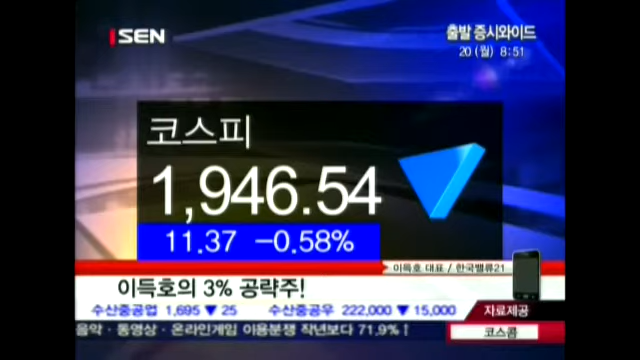 SEN
출발 증시와이드
20 (월) 8:51
코스피
1,946.54
11.37 -0.58%
이득호 대표 / 한국밸류21
이득호의 3% 공략주!
수산중공업 1,695 ▼ 25 수산중공우 222,000 ▼ 15,000 자료제공
음악 · 동영상 · 온라인게임 이용분쟁 작년보다 71.9%↑ 코스콤